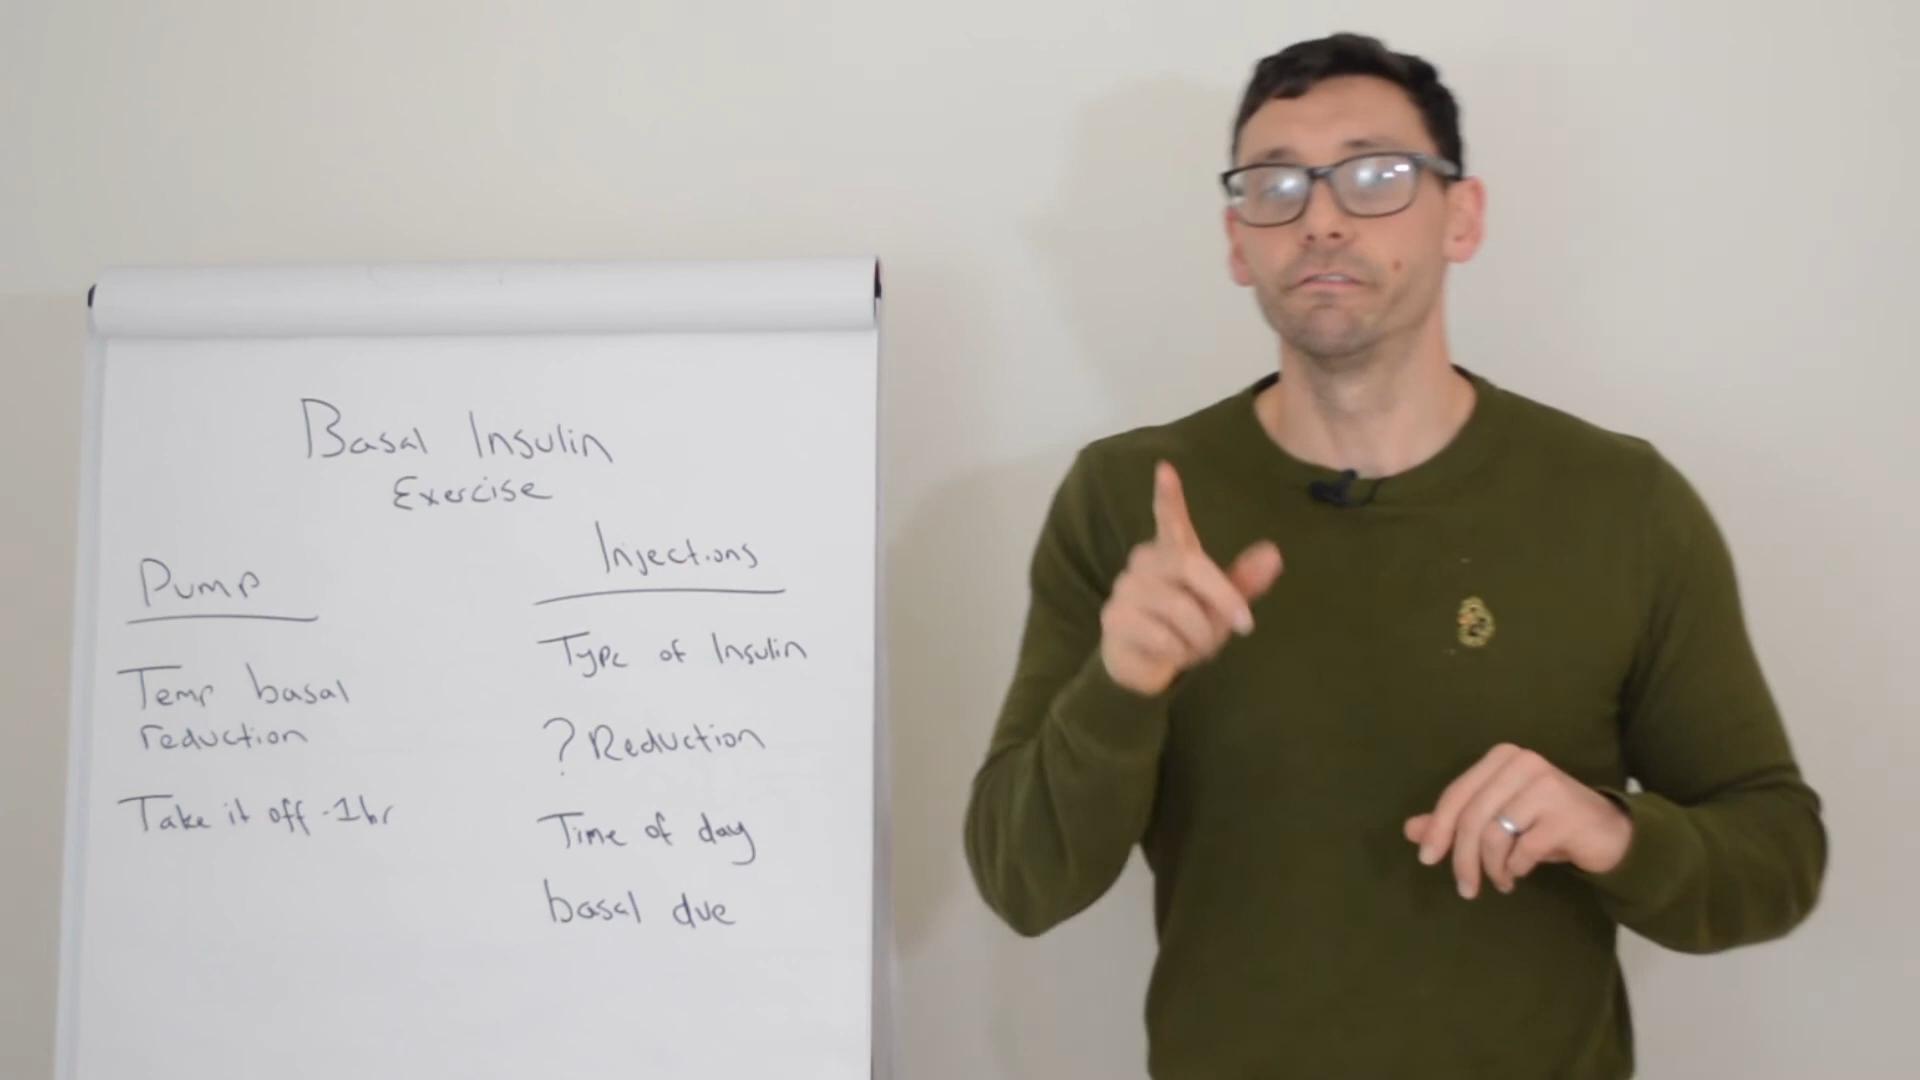 Basal Insulin
Exercise
Pump
Temp basal
reduction
Take it off -1hr
Injections
Type of Insulin
? Reduction
Time of day
basal due